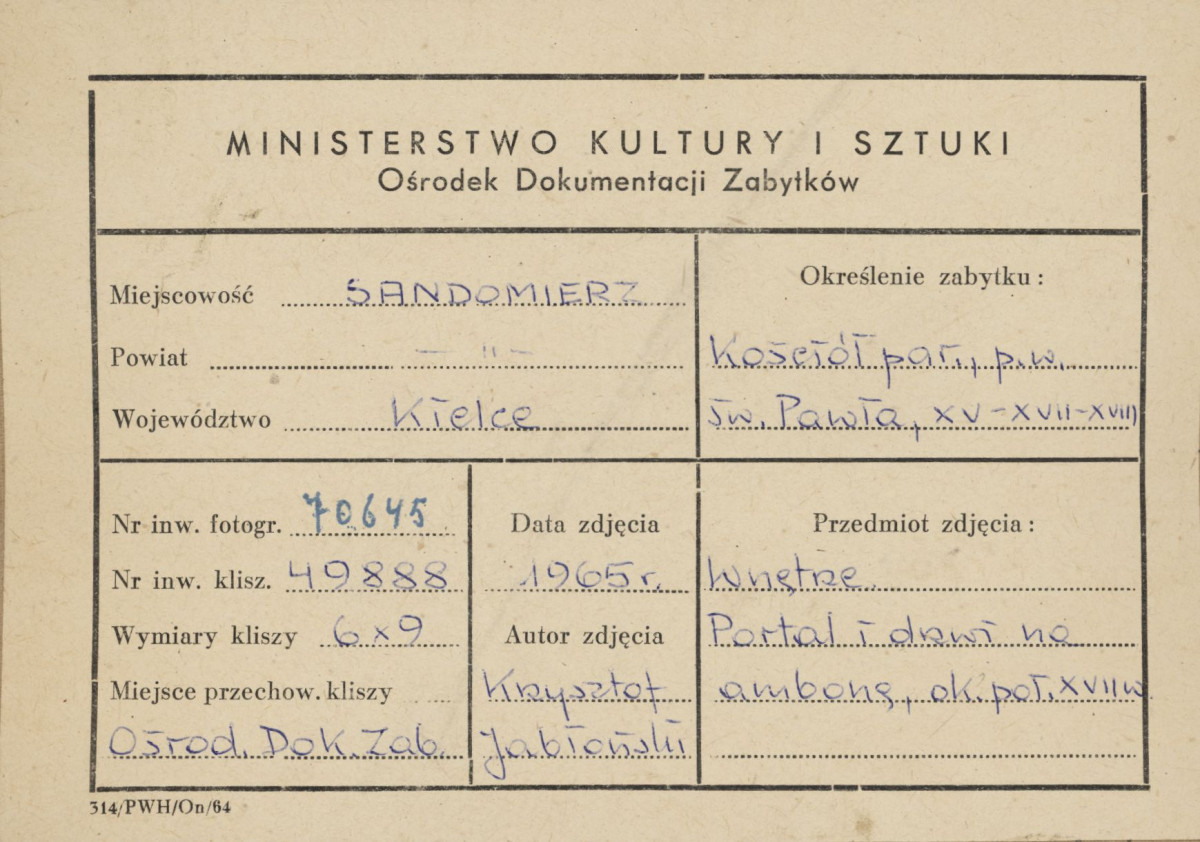 MINISTERSTWO KULTURY I SZTUKI
Ośrodek Dokumentacji Zabytków
Miejscowość SANDOMIERZ
Powiat — " —
Województwo Kielce
Określenie zabytku:
Kościół par., p.w.
św. Pawła, XV-XVII-XVIII
Nr inw. fotogr. 70645
Nr inw. klisz. 49888
Wymiary kliszy 6x9
Miejsce przechow. kliszy
Ośrod. Dok. Zab.
Data zdjęcia
1965 r.
Autor zdjęcia
Krzysztof
Jabłoński
Przedmiot zdjęcia:
Wnętrze.
Portal i drzwi na
ambonę, ok. poł. XVII w
314/PWH/On/64